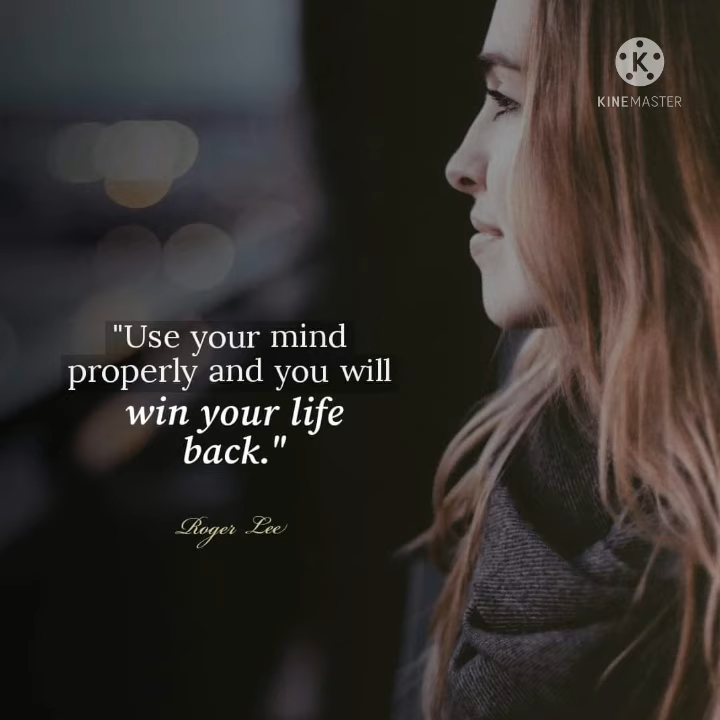 KINEMASTER
"Use your mind
properly and you will
win your life
back."
Roger Lee